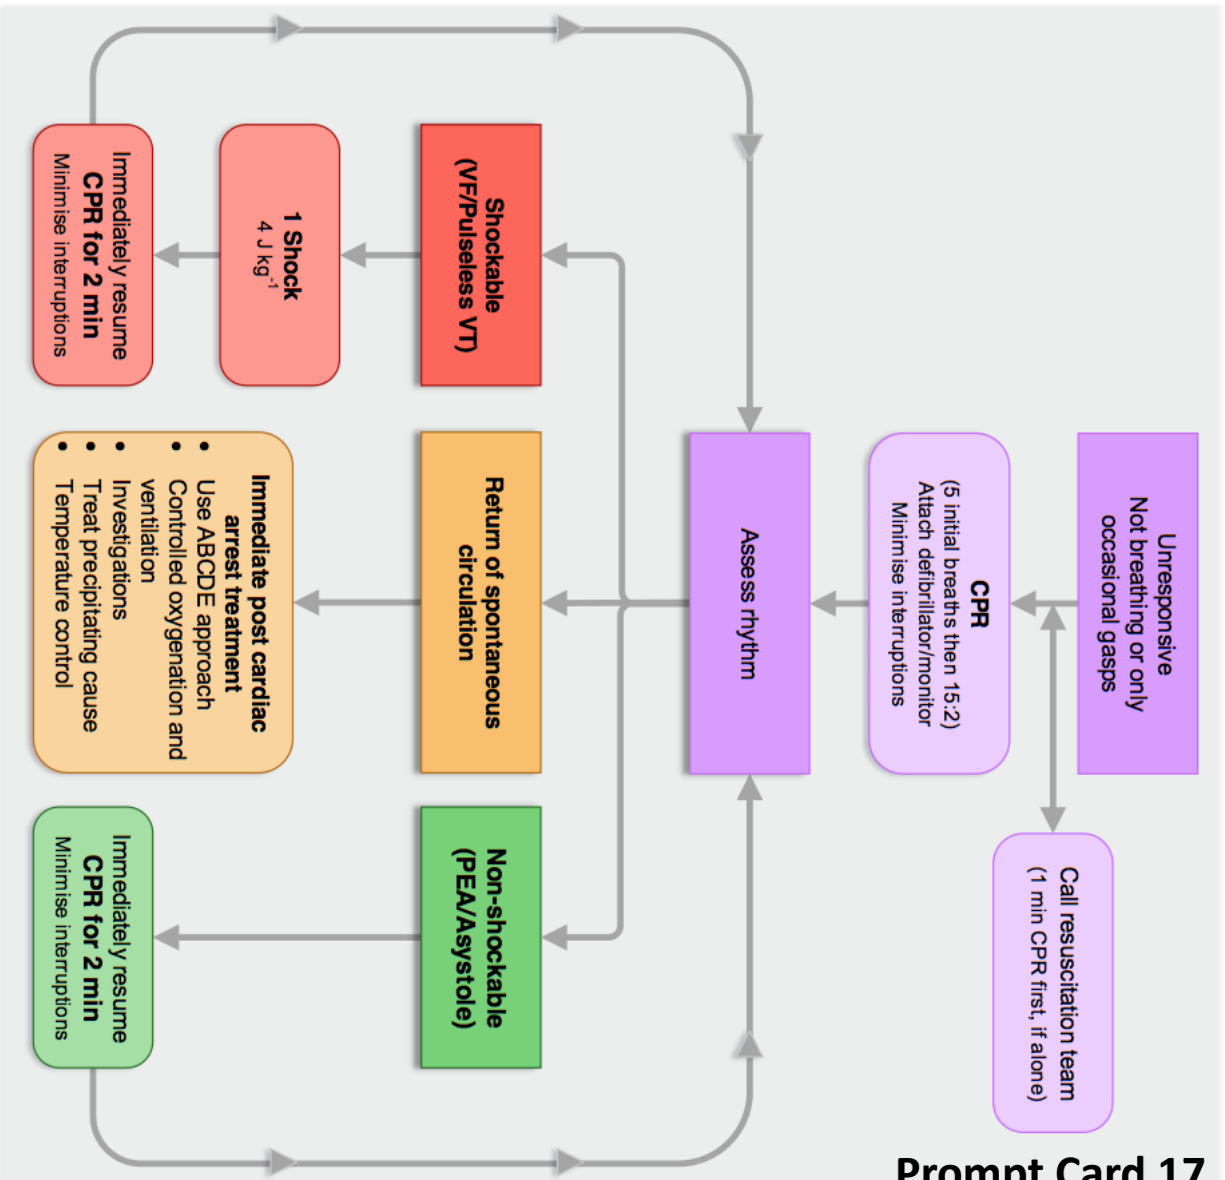 Unresponsive
Not breathing or only
occasional gasps
Call resuscitation team
(1 min CPR first, if alone)
CPR
(5 initial breaths then 15:2)
Attach defibrillator/monitor
Minimise interruptions
Assess rhythm
Shockable
(VF/Pulseless VT)
1 Shock
4 J kg⁻¹
Immediately resume
CPR for 2 min
Minimise interruptions
Return of spontaneous
circulation
Immediate post cardiac
arrest treatment
• Use ABCDE approach
• Controlled oxygenation and
ventilation
• Investigations
• Treat precipitating cause
• Temperature control
Non-shockable
(PEA/Asystole)
Immediately resume
CPR for 2 min
Minimise interruptions
Prompt Card 17